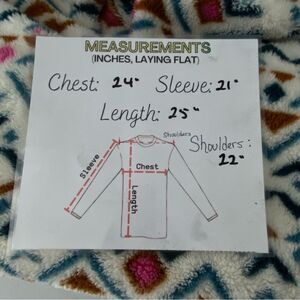 MEASUREMENTS
(INCHES, LAYING FLAT)
Chest: 24" Sleeve: 21"
Length: 25"
Shoulders
Shoulders:
22"
Sleeve
Chest
Length